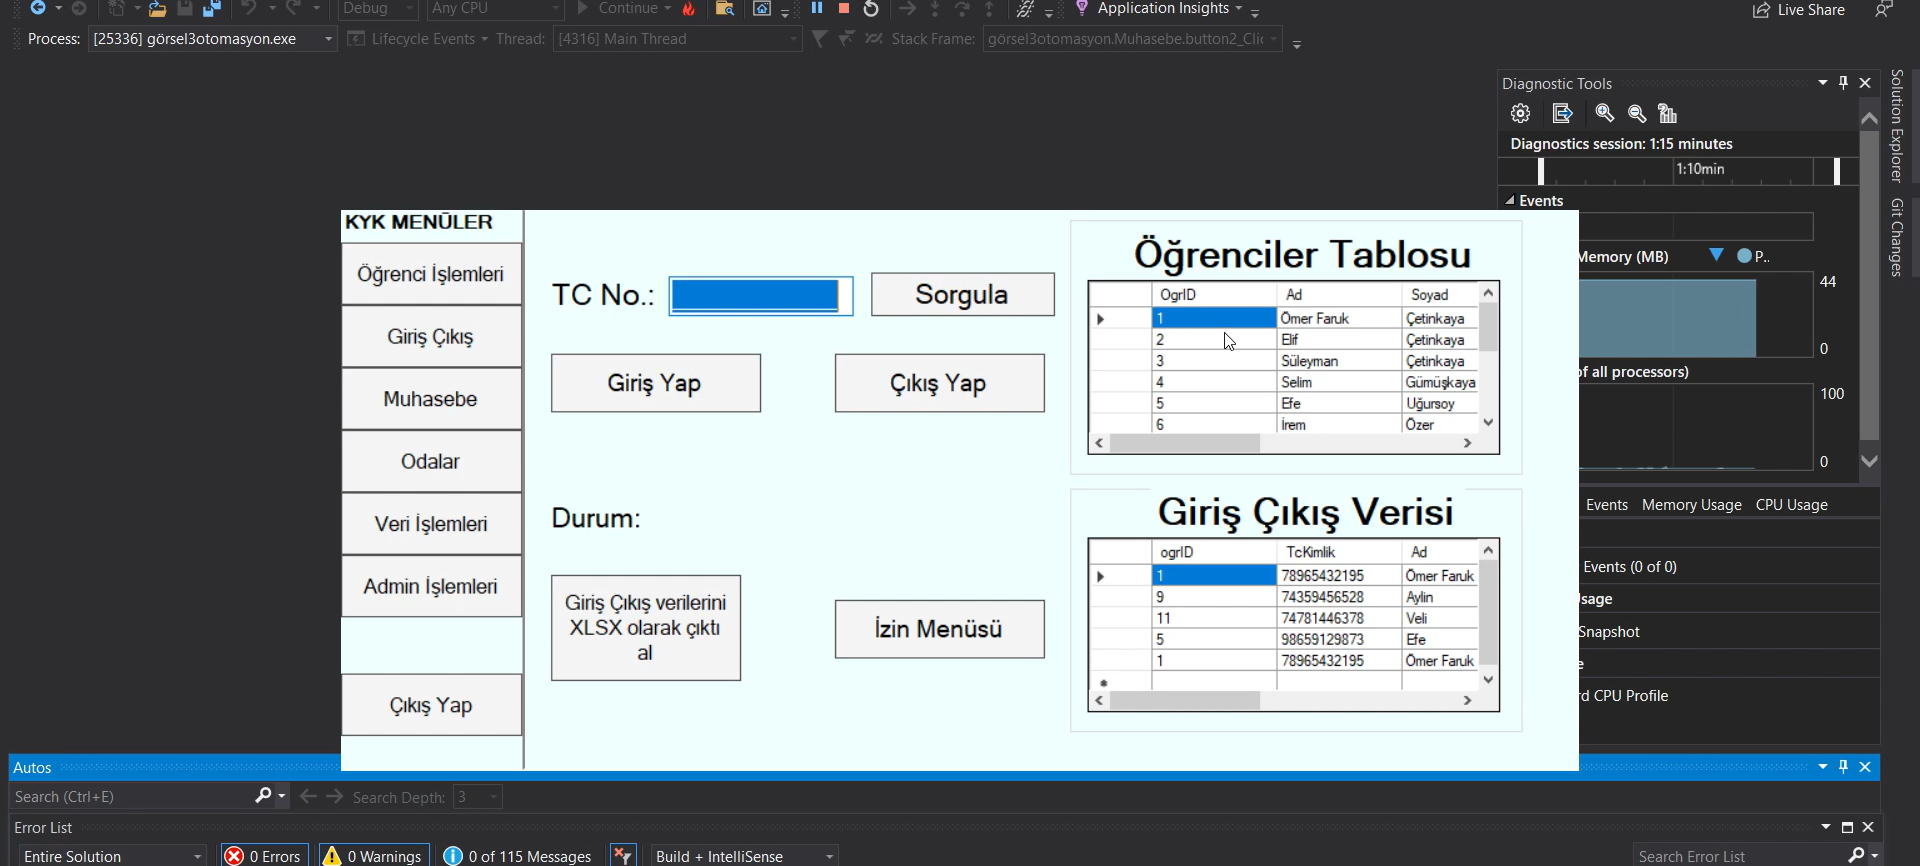 Debug Any CPU Continue Application Insights Live Share
Process: [25336] görsel3otomasyon.exe Lifecycle Events Thread: [4316] Main Thread Stack Frame: görsel3otomasyon.Muhasebe.button2_Clic
Diagnostic Tools
Diagnostics session: 1:15 minutes
1:10min
Events
Memory (MB) P..
44
0
of all processors)
100
0
Events Memory Usage CPU Usage
Events (0 of 0)
Usage
Snapshot
CPU Profile
Solution Explorer
Git Changes
KYK MENÜLER
Öğrenci İşlemleri
Giriş Çıkış
Muhasebe
Odalar
Veri İşlemleri
Admin İşlemleri
Çıkış Yap
TC No.: Sorgula
Giriş Yap Çıkış Yap
Durum:
Giriş Çıkış verilerini
XLSX olarak çıktı
al
İzin Menüsü
Öğrenciler Tablosu
OgrID Ad Soyad
1 Ömer Faruk Çetinkaya
2 Elif Çetinkaya
3 Süleyman Çetinkaya
4 Selim Gümüşkaya
5 Efe Uğursoy
6 İrem Özer
Giriş Çıkış Verisi
ogrID TcKimlik Ad
1 78965432195 Ömer Faruk
9 74359456528 Aylin
11 74781446378 Veli
5 98659129873 Efe
1 78965432195 Ömer Faruk
Autos
Search (Ctrl+E) Search Depth: 3
Error List
Entire Solution 0 Errors 0 Warnings 0 of 115 Messages Build + IntelliSense Search Error List